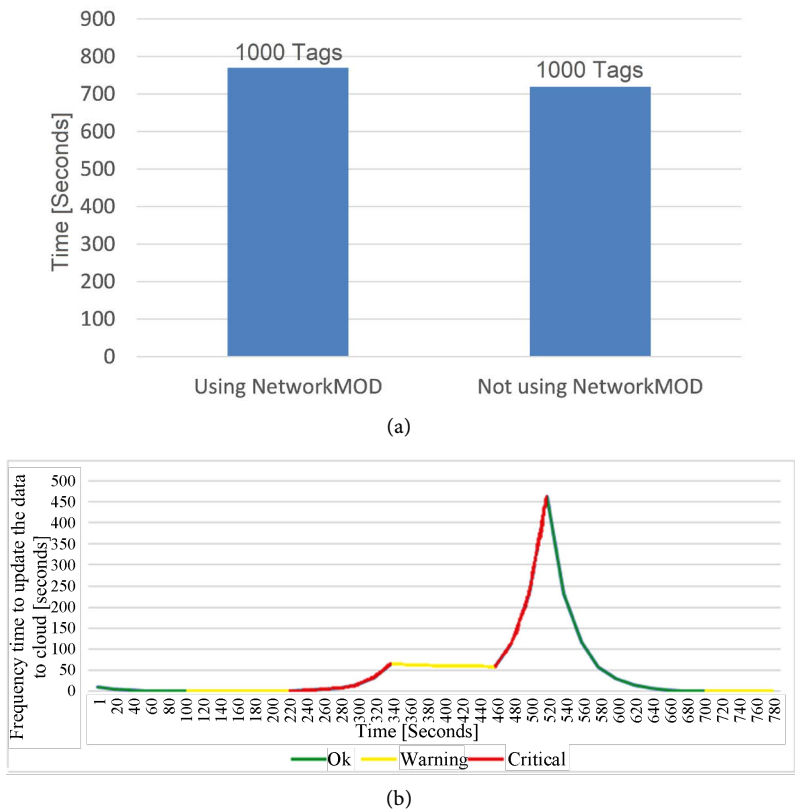 900
800
700
600
500
400
300
200
100
0
Time [Seconds]
1000 Tags
1000 Tags
Using NetworkMOD
Not using NetworkMOD
(a)
Frequency time to update the data
to cloud [seconds]
500
450
400
350
300
250
200
150
100
50
0
1 20 40 60 80 100 120 140 160 180 200 220 240 260 280 300 320 340 360 380 400 420 440 460 480 500 520 540 560 580 600 620 640 660 680 700 720 740 760 780
Time [Seconds]
Ok Warning Critical
(b)